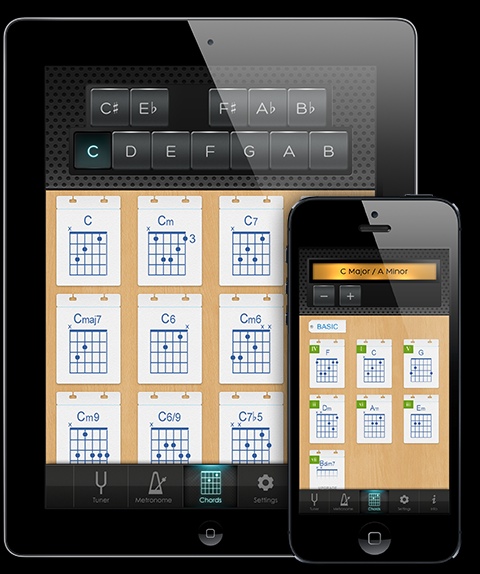 C♯ E♭ F♯ A♭ B♭
C D E F G A B
C Cm C7
x x x
3
Cmaj7 C6 Cm6
x x x x x x
Cm9 C6/9 C7♭5
x x x x
Tuner Metronome Chords Settings
C Major / A Minor
− +
BASIC
IV I V
F C G
ii vi iii
Dm Am Em
vii
Bdim7
Tuner Metronome Chords Settings Info